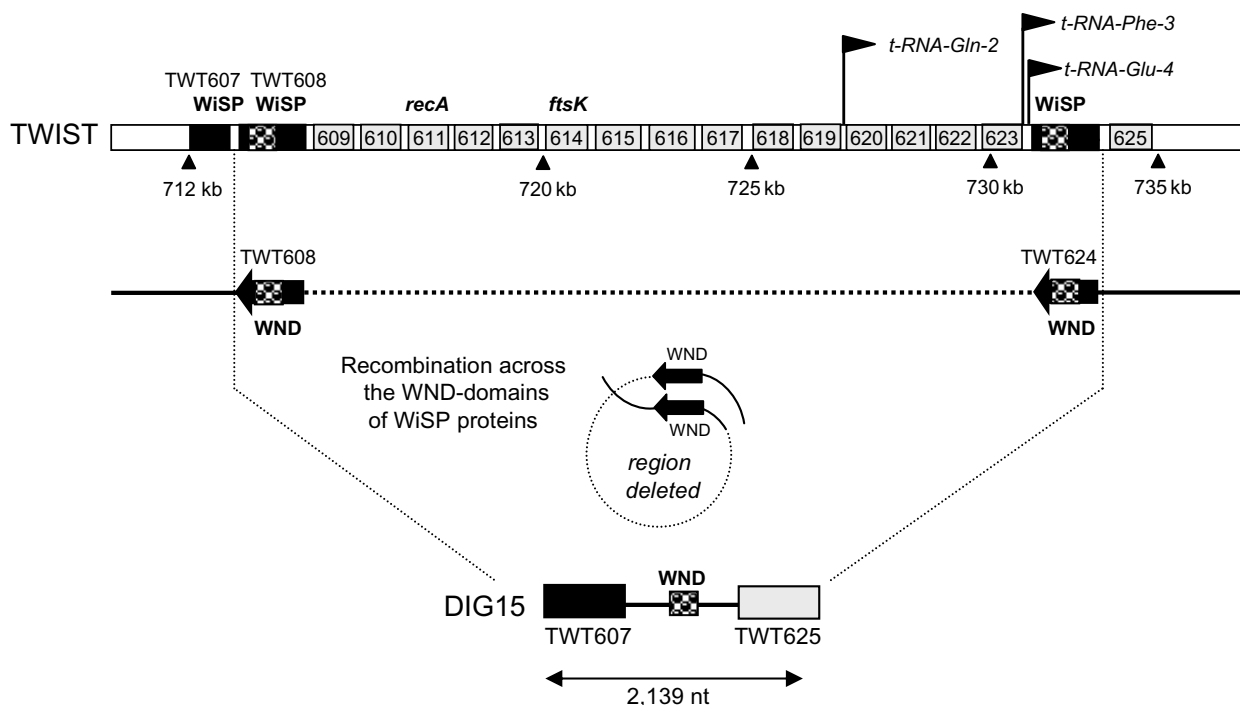 t-RNA-Phe-3
t-RNA-Gln-2
t-RNA-Glu-4
TWT607 TWT608
WiSP WiSP recA ftsK WiSP
TWIST 609 610 611 612 613 614 615 616 617 618 619 620 621 622 623 625
712 kb 720 kb 725 kb 730 kb 735 kb
TWT608 TWT624
WND WND
Recombination across
the WND-domains
of WiSP proteins
WND
WND
region
deleted
WND
DIG15
TWT607 TWT625
2,139 nt